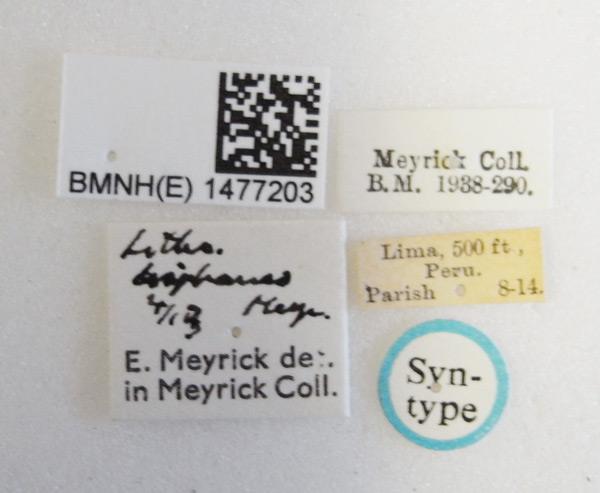 BMNH(E) 1477203
Meyrick Coll.
B.M. 1938-290.
Litho.
Meyr.
E. Meyrick det.
in Meyrick Coll.
Lima, 500 ft.,
Peru.
Parish 8-14.
Syn-
type